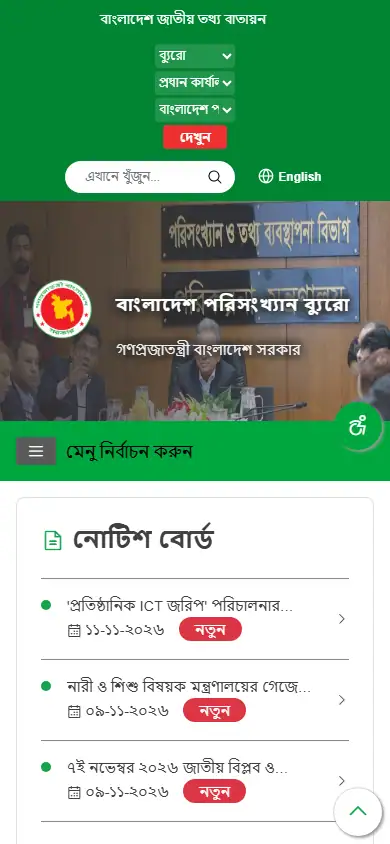 বাংলাদেশ জাতীয় তথ্য বাতায়ন
ব্যুরো
প্রধান কার্যাল
বাংলাদেশ প
দেখুন
এখানে খুঁজুন...
English
পরিসংখ্যান ও তথ্য ব্যবস্থাপনা বিভাগ
বাংলাদেশ পরিসংখ্যান ব্যুরো
গণপ্রজাতন্ত্রী বাংলাদেশ সরকার
মেনু নির্বাচন করুন
নোটিশ বোর্ড
'প্রতিষ্ঠানিক ICT জরিপ' পরিচালনার...
১১-১১-২০২৬ নতুন
নারী ও শিশু বিষয়ক মন্ত্রণালয়ের গেজে...
০৯-১১-২০২৬ নতুন
৭ই নভেম্বর ২০২৬ জাতীয় বিপ্লব ও...
০৯-১১-২০২৬ নতুন